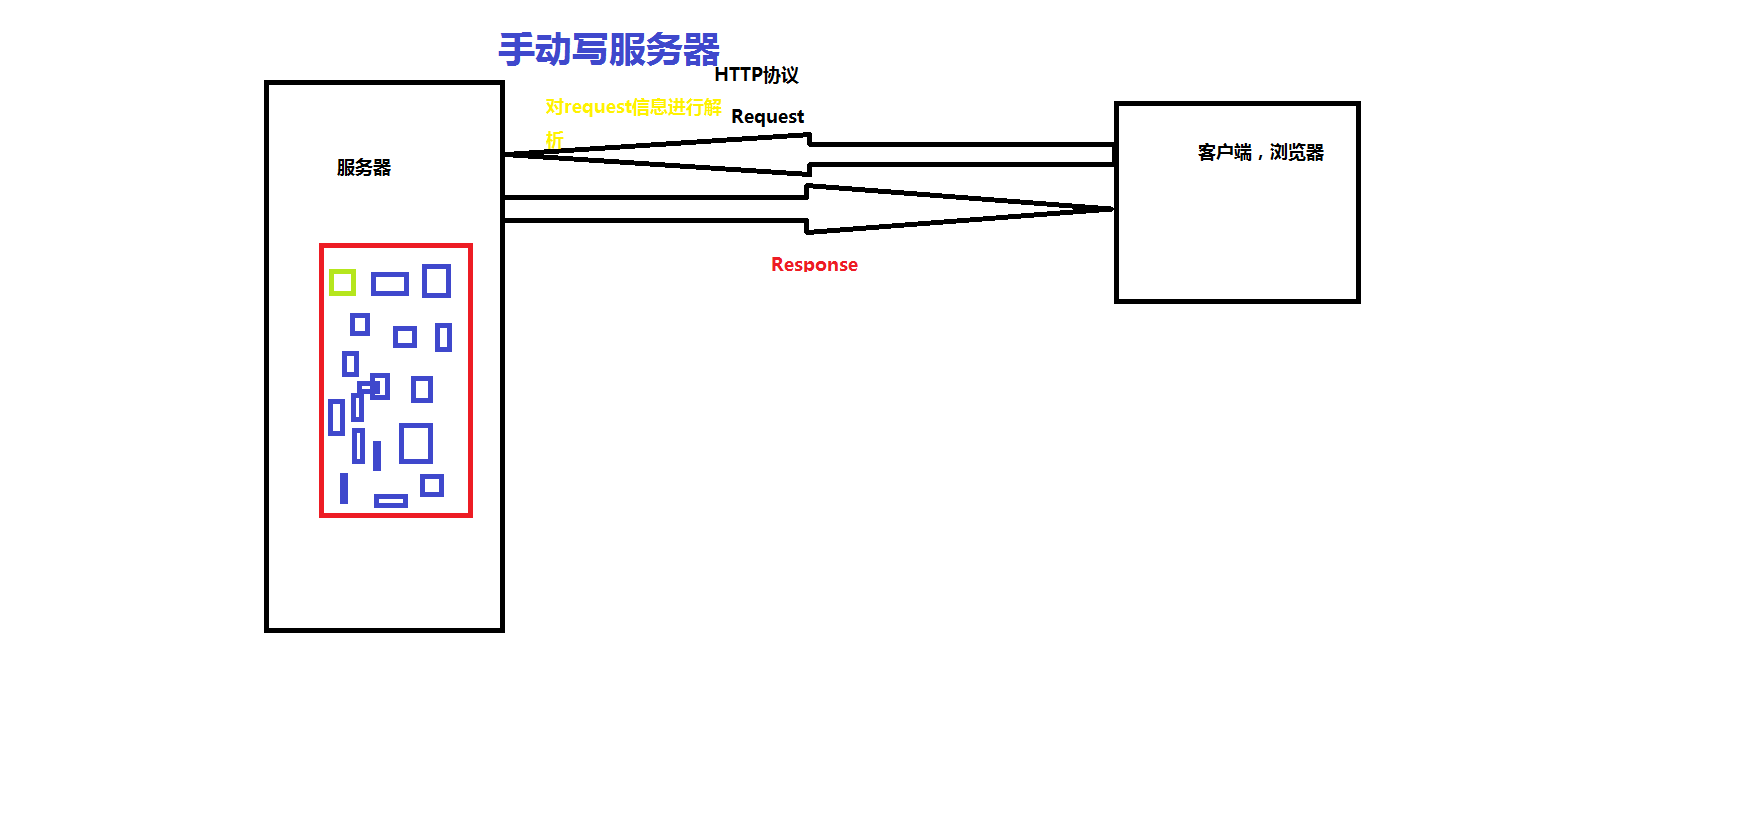 手动写服务器
HTTP协议
对request信息进行解
析
Request
服务器
客户端，浏览器
Response